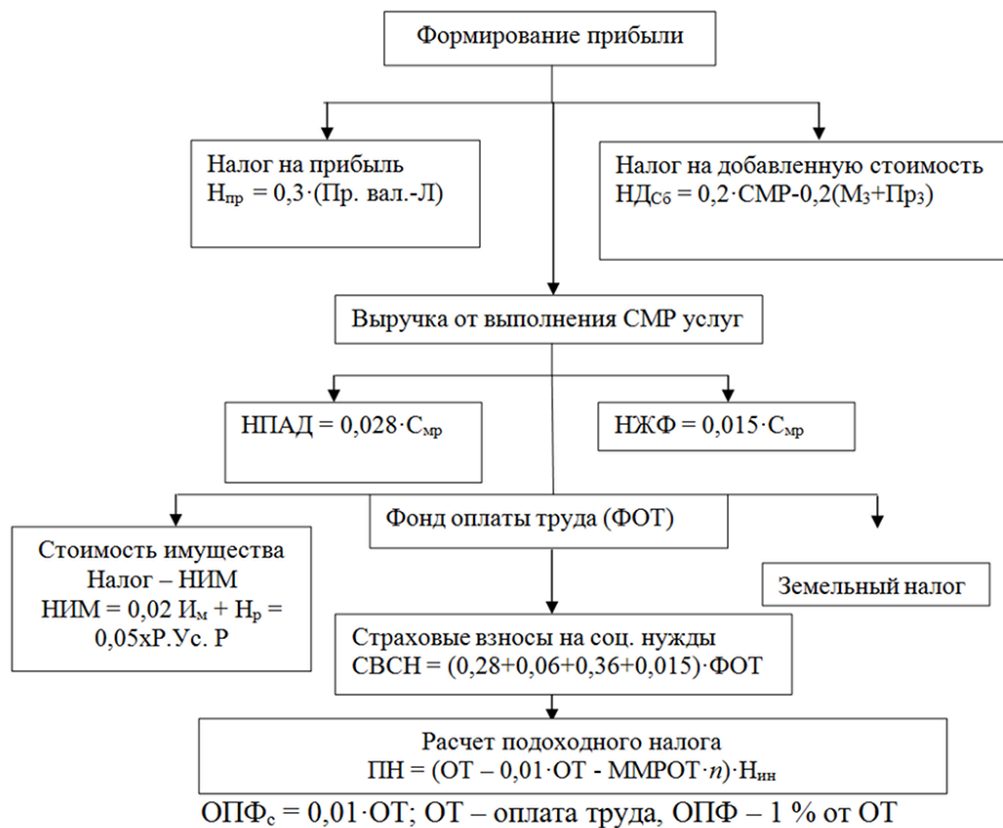 Формирование прибыли
Налог на прибыль
Нпр = 0,3·(Пр. вал.-Л)
Налог на добавленную стоимость
НДСб = 0,2·СМР-0,2(М3+Пр3)
Выручка от выполнения СМР услуг
НПАД = 0,028·Смр
НЖФ = 0,015·Смр
Фонд оплаты труда (ФОТ)
Стоимость имущества
Налог – НИМ
НИМ = 0,02 Им + Нр =
0,05хР.Ус. Р
Земельный налог
Страховые взносы на соц. нужды
СВСН = (0,28+0,06+0,36+0,015)·ФОТ
Расчет подоходного налога
ПН = (ОТ – 0,01·ОТ - ММРОТ·n)·Нин
ОПФс = 0,01·ОТ; ОТ – оплата труда, ОПФ – 1 % от ОТ